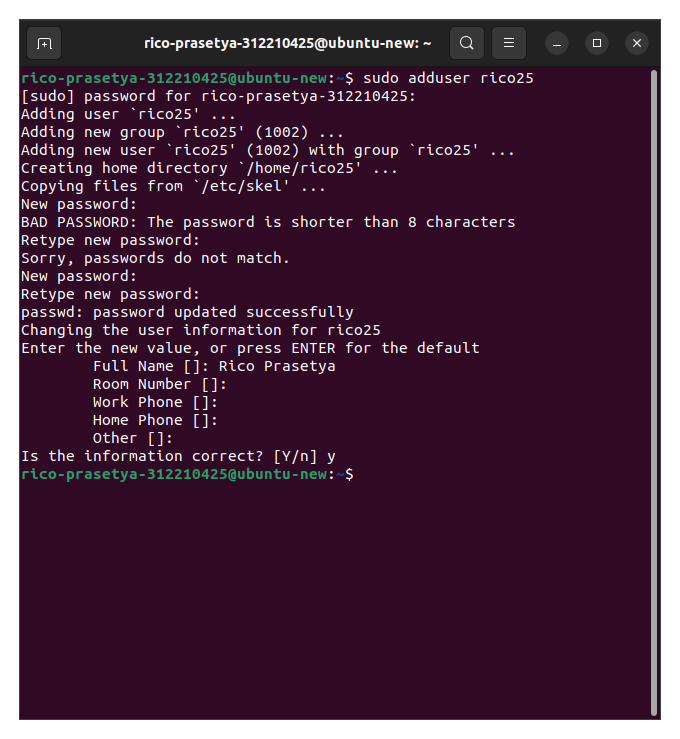 rico-prasetya-312210425@ubuntu-new: ~
rico-prasetya-312210425@ubuntu-new:~$ sudo adduser rico25
[sudo] password for rico-prasetya-312210425:
Adding user `rico25' ...
Adding new group `rico25' (1002) ...
Adding new user `rico25' (1002) with group `rico25' ...
Creating home directory `/home/rico25' ...
Copying files from `/etc/skel' ...
New password:
BAD PASSWORD: The password is shorter than 8 characters
Retype new password:
Sorry, passwords do not match.
New password:
Retype new password:
passwd: password updated successfully
Changing the user information for rico25
Enter the new value, or press ENTER for the default
        Full Name []: Rico Prasetya
        Room Number []:
        Work Phone []:
        Home Phone []:
        Other []:
Is the information correct? [Y/n] y
rico-prasetya-312210425@ubuntu-new:~$